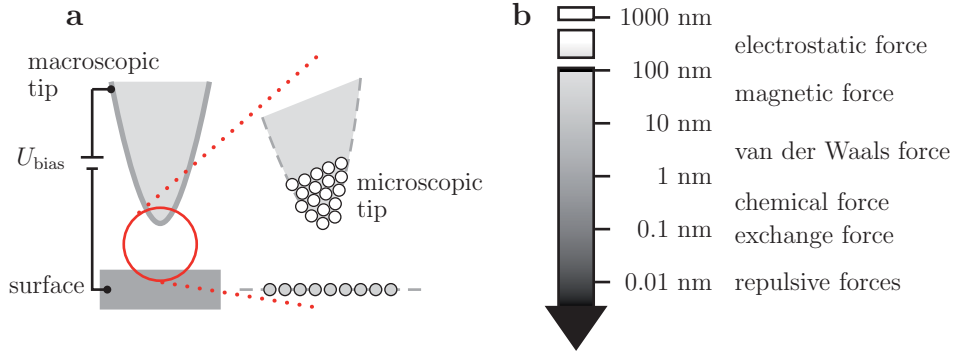 a
macroscopic
tip
U_bias
microscopic
tip
surface
b
1000 nm
electrostatic force
100 nm
magnetic force
10 nm
van der Waals force
1 nm
chemical force
0.1 nm
exchange force
0.01 nm
repulsive forces